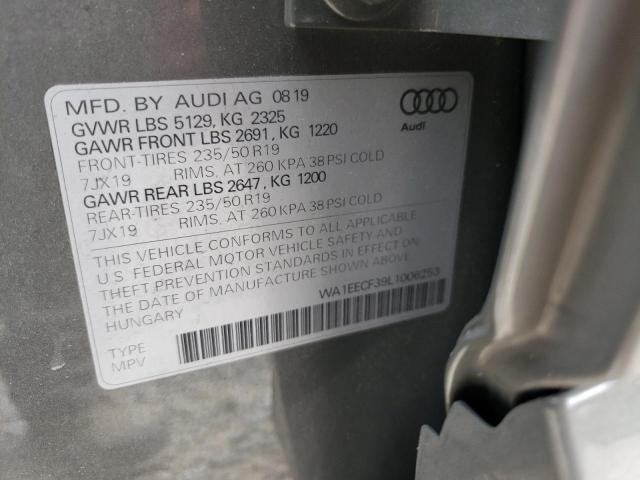 MFD. BY AUDI AG 0819
GVWR LBS 5129, KG 2325
GAWR FRONT LBS 2691, KG 1220
FRONT-TIRES 235/50 R19
7JX19 RIMS, AT 260 KPA 38 PSI COLD
GAWR REAR LBS 2647, KG 1200
REAR-TIRES 235/50 R19
7JX19 RIMS, AT 260 KPA 38 PSI COLD
Audi
THIS VEHICLE CONFORMS TO ALL APPLICABLE
U.S. FEDERAL MOTOR VEHICLE SAFETY AND
THEFT PREVENTION STANDARDS IN EFFECT ON
THE DATE OF MANUFACTURE SHOWN ABOVE.
HUNGARY
WA1EECF39L1006253
TYPE
MPV